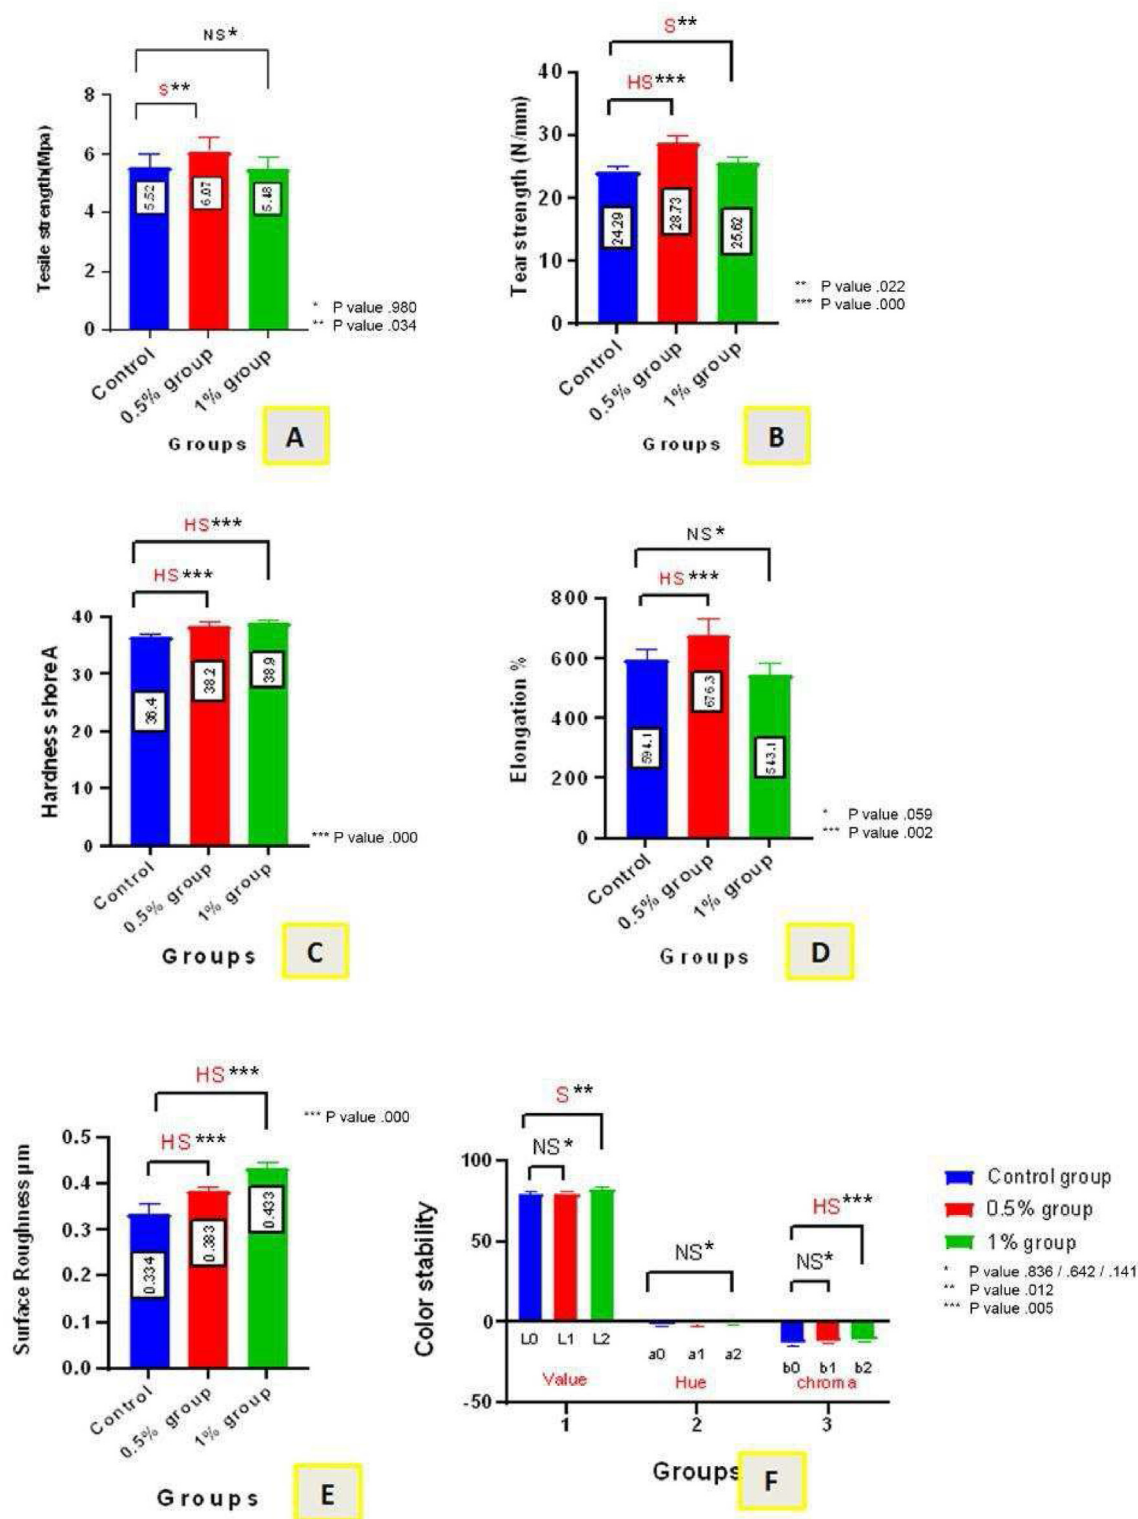 NS*
S**
Tesile strength(Mpa)
8
6
4
2
0
5.52
6.07
5.48
* P value .980
** P value .034
Control
0.5% group
1% group
Groups
A
S**
HS***
Tear strength (N/mm)
40
30
20
10
0
24.29
28.73
25.62
** P value .022
*** P value .000
Control
0.5% group
1% group
Groups
B
HS***
HS***
Hardness shore A
40
30
20
10
0
36.4
38.2
38.9
*** P value .000
Control
0.5% group
1% group
Groups
C
NS*
HS***
Elongation %
800
600
400
200
0
594.1
676.3
543.1
* P value .059
*** P value .002
Control
0.5% group
1% group
Groups
D
HS***
*** P value .000
HS***
Surface Roughness µm
0.5
0.4
0.3
0.2
0.1
0.0
0.334
0.383
0.433
Control
0.5% group
1% group
Groups
E
S**
NS*
NS*
HS***
NS*
Color stability
100
50
0
-50
L0 L1 L2
a0 a1 a2
b0 b1 b2
Value
Hue
chroma
1
2
3
Groups
F
Control group
0.5% group
1% group
* P value .836 / .642 / .141
** P value .012
*** P value .005